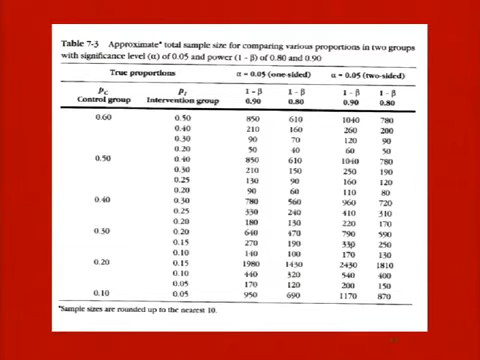 Table 7-3 Approximate* total sample size for comparing various proportions in two groups
with significance level (α) of 0.05 and power (1 - β) of 0.80 and 0.90
True proportions α = 0.05 (one-sided) α = 0.05 (two-sided)
PC PI 1 - β 1 - β 1 - β 1 - β
Control group Intervention group 0.90 0.80 0.90 0.80
0.60 0.50 850 610 1040 780
0.40 210 160 260 200
0.30 90 70 120 90
0.20 50 40 60 50
0.50 0.40 850 610 1040 780
0.30 210 150 250 190
0.25 130 90 160 120
0.20 90 60 110 80
0.40 0.30 780 560 960 720
0.25 330 240 410 310
0.20 180 130 220 170
0.30 0.20 640 470 790 590
0.15 270 190 330 250
0.10 140 100 170 130
0.20 0.15 1980 1430 2430 1810
0.10 440 320 540 400
0.05 170 120 200 150
0.10 0.05 950 690 1170 870
*Sample sizes are rounded up to the nearest 10.